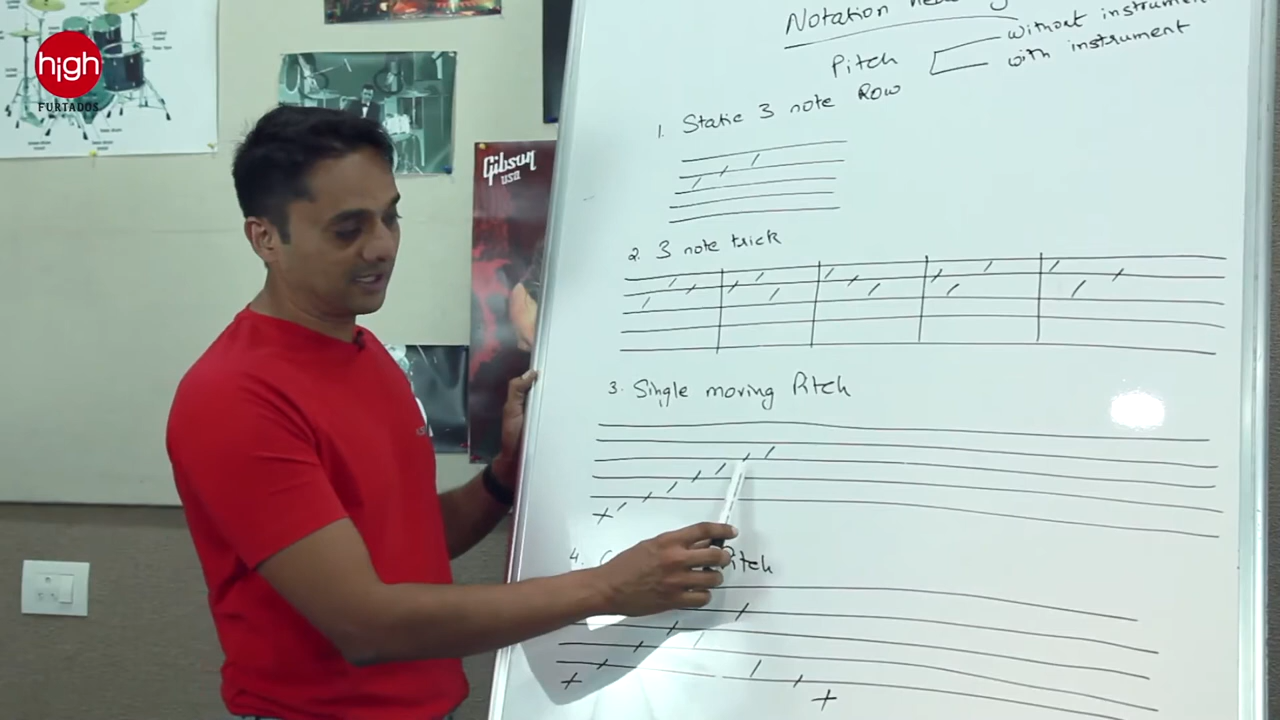 high
FURTADOS
Gibson
USA
Notation
Pitch
without instrument
with instrument
1. Static 3 note Row
2. 3 note trick
3. Single moving Pitch
4.
Pitch